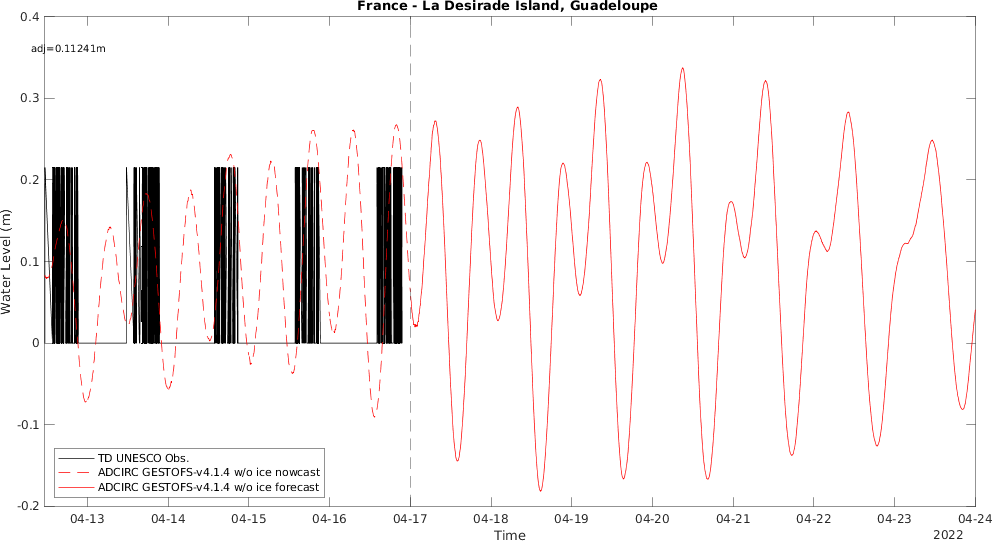 France - La Desirade Island, Guadeloupe
adj=0.11241m
0.4
0.3
0.2
0.1
0
-0.1
-0.2
Water Level (m)
TD UNESCO Obs.
ADCIRC GESTOFS-v4.1.4 w/o ice nowcast
ADCIRC GESTOFS-v4.1.4 w/o ice forecast
04-13 04-14 04-15 04-16 04-17 04-18 04-19 04-20 04-21 04-22 04-23 04-24
Time
2022